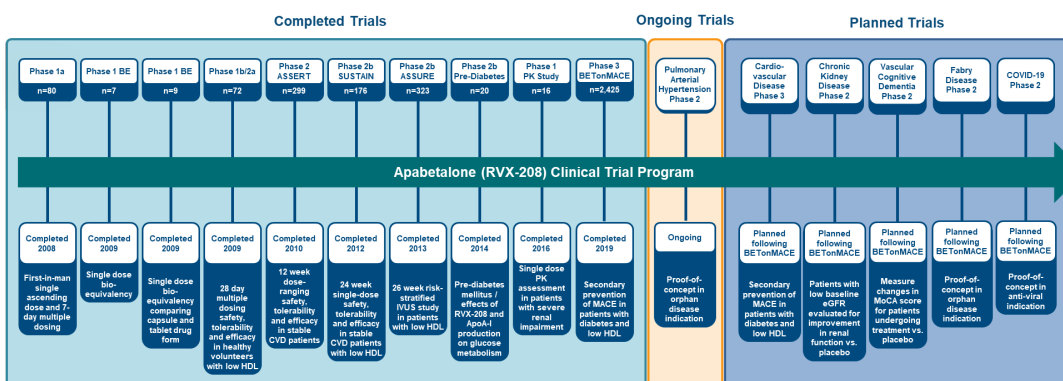 Completed Trials
Ongoing Trials
Planned Trials
Phase 1a
n=80
Phase 1 BE
n=7
Phase 1 BE
n=9
Phase 1b/2a
n=72
Phase 2
ASSERT
n=299
Phase 2b
SUSTAIN
n=176
Phase 2b
ASSURE
n=323
Phase 2b
Pre-Diabetes
n=20
Phase 1
PK Study
n=16
Phase 3
BETonMACE
n=2,425
Pulmonary
Arterial
Hypertension
Phase 2
Cardio-
vascular
Disease
Phase 3
Chronic
Kidney
Disease
Phase 2
Vascular
Cognitive
Dementia
Phase 2
Fabry
Disease
Phase 2
COVID-19
Phase 2
Apabetalone (RVX-208) Clinical Trial Program
Completed
2008
First-in-man
single
ascending
dose and 7-
day multiple
dosing
Completed
2009
Single dose
bio-
equivalency
Completed
2009
Single dose
bio-
equivalency
comparing
capsule and
tablet drug
form
Completed
2009
28 day
multiple
dosing
safety,
tolerability
and efficacy
in healthy
volunteers
with low HDL
Completed
2010
12 week
dose-
ranging
safety,
tolerability
and efficacy
in stable
CVD patients
Completed
2012
24 week
single-dose
safety,
tolerability
and efficacy
in stable CVD
patients
with low HDL
Completed
2013
26 week risk-
stratified
IVUS study
in patients
with low HDL
Completed
2014
Pre-diabetes
mellitus /
effects of
RVX-208 and
ApoA-I
production
on glucose
metabolism
Completed
2016
Single dose
PK
assessment
in patients
with severe
renal
impairment
Completed
2019
Secondary
prevention
MACE in
patients with
diabetes
and low HDL
Ongoing
Proof-of-
concept in
orphan
disease
indication
Planned
following
BETonMACE
Secondary
prevention of
MACE in
patients with
diabetes and
low HDL
Planned
following
BETonMACE
Patients with
low baseline
eGFR
evaluated for
improvement
in renal
function vs.
placebo
Planned
following
BETonMACE
Measure
changes in
MoCA score
for patients
undergoing
treatment vs.
placebo
Planned
following
BETonMACE
Proof-of-
concept in
orphan
disease
indication
Planned
following
BETonMACE
Proof-of-
concept in
anti-viral
indication